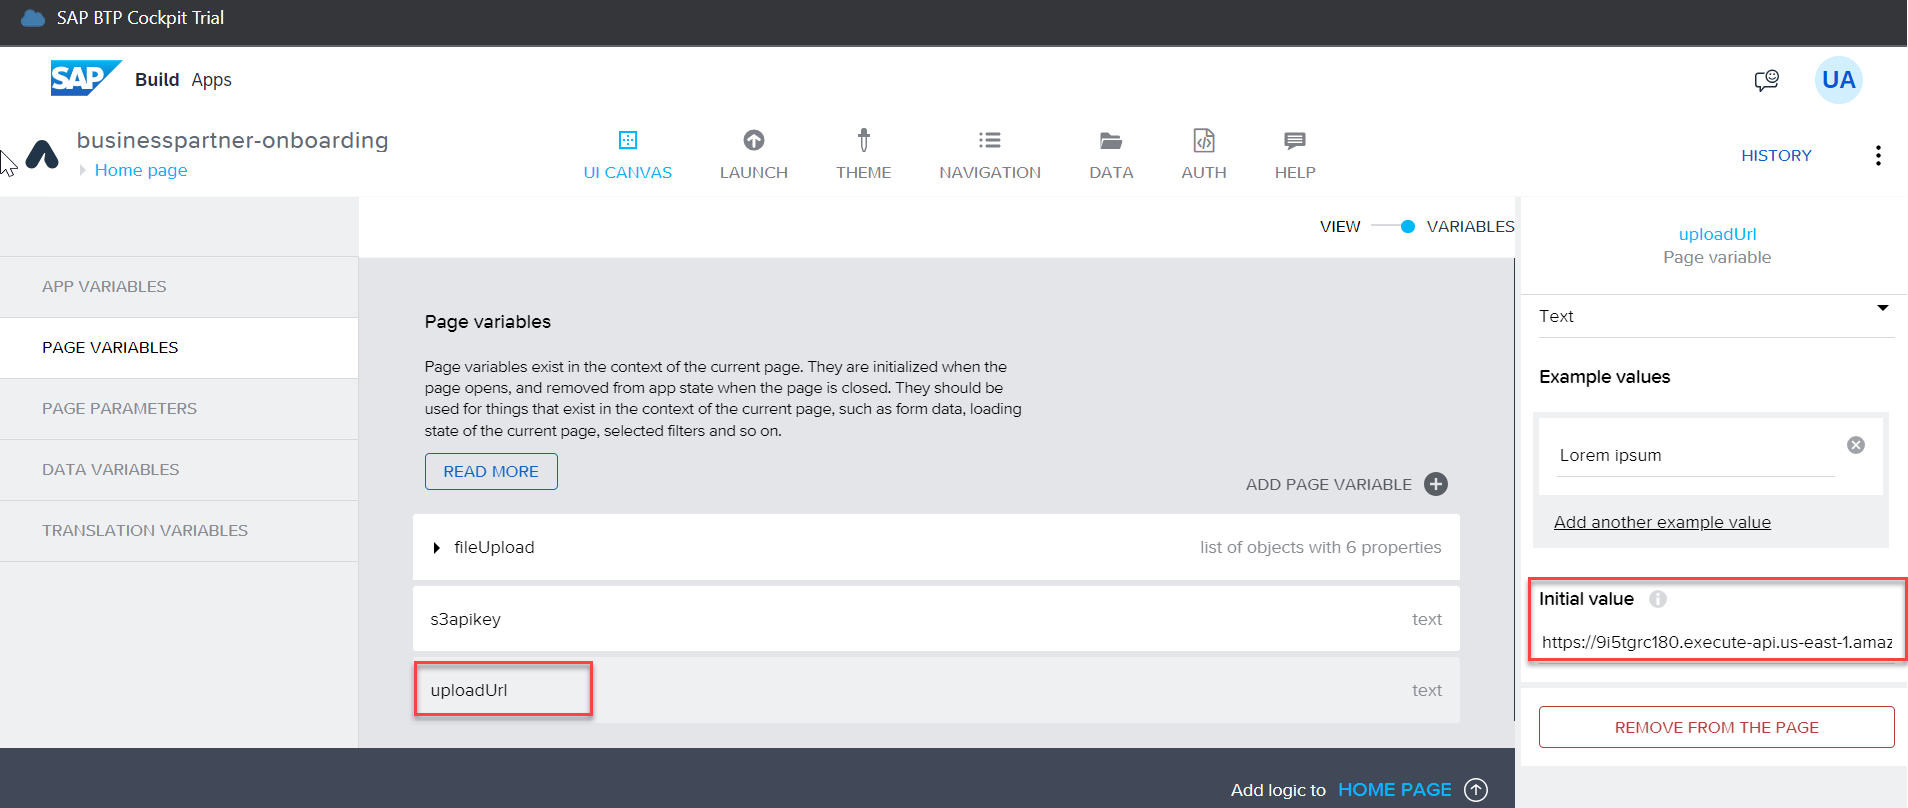 SAP BTP Cockpit Trial
SAP Build Apps
UA
businesspartner-onboarding
Home page
UI CANVAS
LAUNCH
THEME
NAVIGATION
DATA
AUTH
HELP
HISTORY
VIEW
VARIABLES
APP VARIABLES
PAGE VARIABLES
PAGE PARAMETERS
DATA VARIABLES
TRANSLATION VARIABLES
Page variables
Page variables exist in the context of the current page. They are initialized when the
page opens, and removed from app state when the page is closed. They should be
used for things that exist in the context of the current page, such as form data, loading
state of the current page, selected filters and so on.
READ MORE
ADD PAGE VARIABLE
fileUpload
list of objects with 6 properties
s3apikey
text
uploadUrl
text
Add logic to HOME PAGE
uploadUrl
Page variable
Text
Example values
Lorem ipsum
Add another example value
Initial value
https://9i5tgrc180.execute-api.us-east-1.amaz
REMOVE FROM THE PAGE